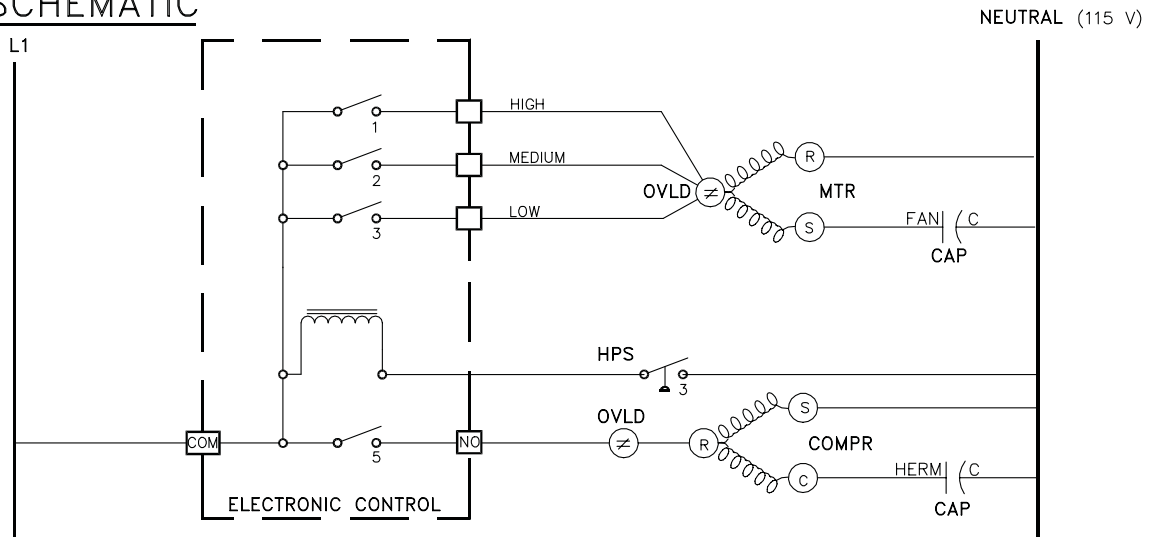 SCHEMATIC
NEUTRAL (115 V)
L1
HIGH
1
MEDIUM
2
R
OVLD ≠ MTR
LOW
3
S
FAN C
CAP
HPS
3
OVLD
S
COM
5
NO
≠
R
COMPR
C
HERM C
CAP
ELECTRONIC CONTROL